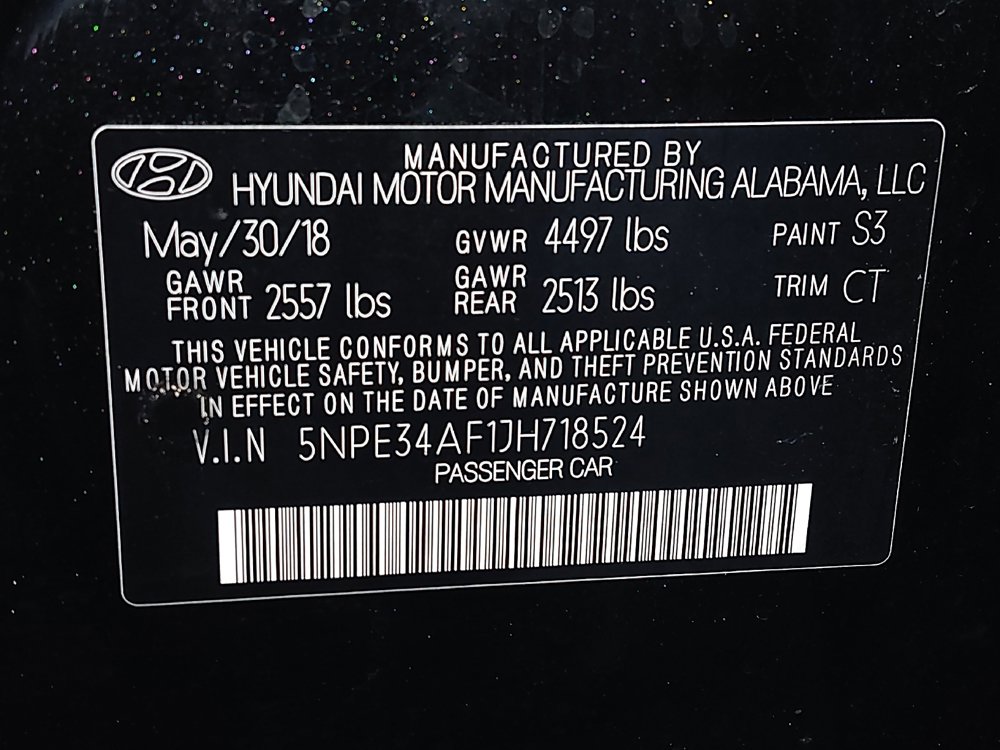 MANUFACTURED BY
HYUNDAI MOTOR MANUFACTURING ALABAMA, LLC
May/30/18 GVWR 4497 lbs PAINT S3
GAWR FRONT 2557 lbs GAWR REAR 2513 lbs TRIM CT
THIS VEHICLE CONFORMS TO ALL APPLICABLE U.S.A. FEDERAL
MOTOR VEHICLE SAFETY, BUMPER, AND THEFT PREVENTION STANDARDS
IN EFFECT ON THE DATE OF MANUFACTURE SHOWN ABOVE
V.I.N 5NPE34AF1JH718524
PASSENGER CAR